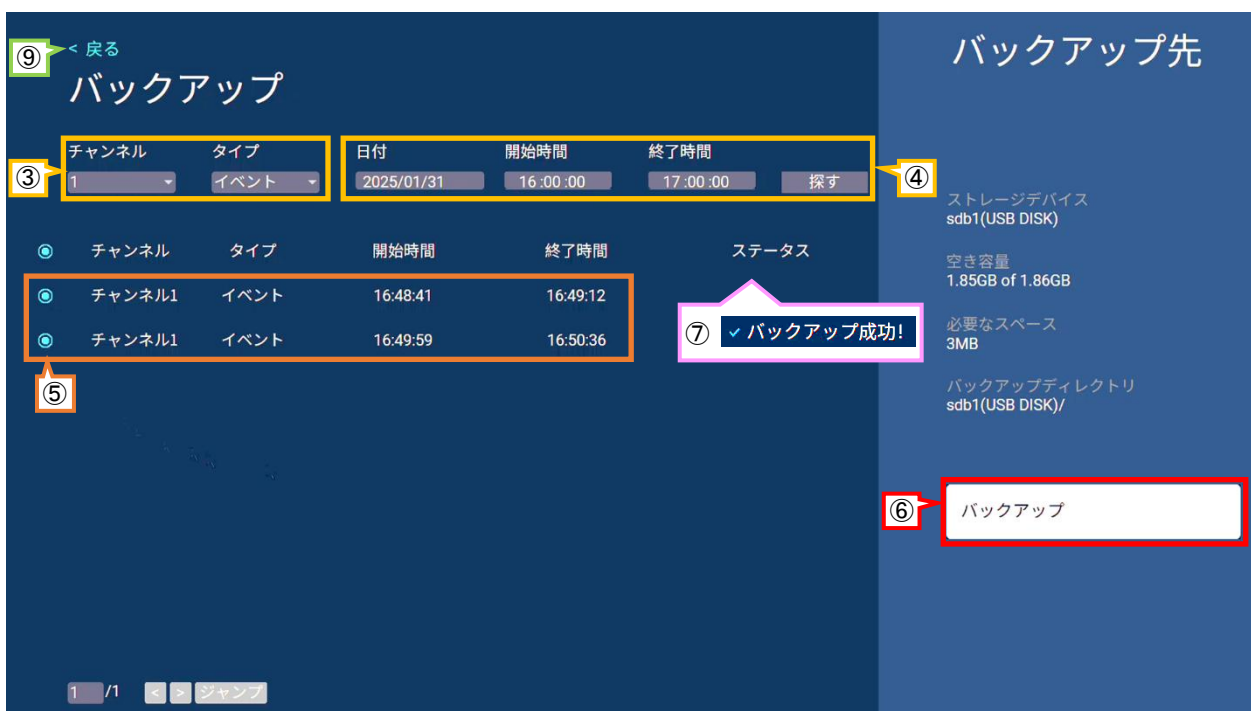 ⑨
< 戻る
バックアップ
チャンネル タイプ 日付 開始時間 終了時間
③ 1 イベント 2025/01/31 16:00:00 17:00:00 探す ④
チャンネル タイプ 開始時間 終了時間 ステータス
チャンネル1 イベント 16:48:41 16:49:12
チャンネル1 イベント 16:49:59 16:50:36
⑦ ✓ バックアップ成功!
⑤
1 /1 < > ジャンプ
バックアップ先
ストレージデバイス
sdb1(USB DISK)
空き容量
1.85GB of 1.86GB
必要なスペース
3MB
バックアップディレクトリ
sdb1(USB DISK)/
⑥ バックアップ